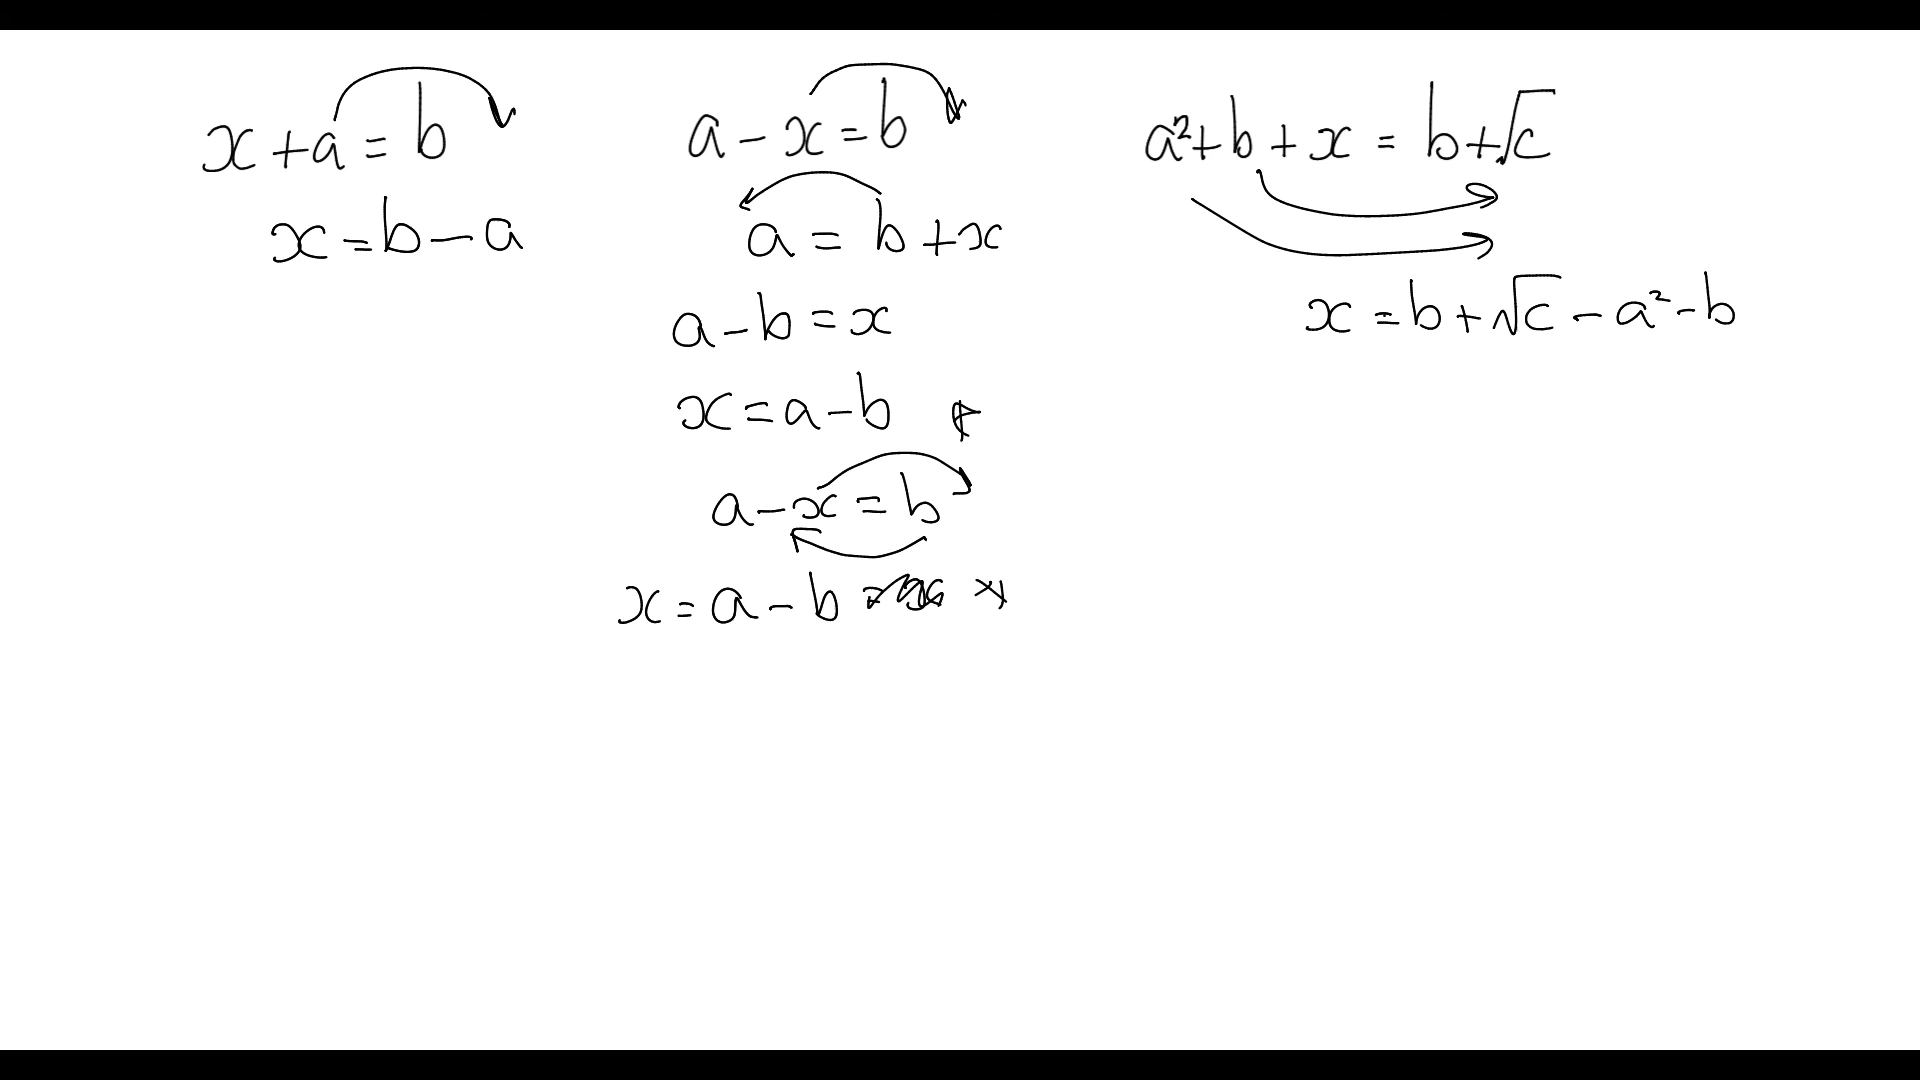 x + a = b
x = b - a
a - x = b
a = b + x
a - b = x
x = a - b
a - x = b
x = a - b
a² + b + x = b + √c
x = b + √c - a² - b